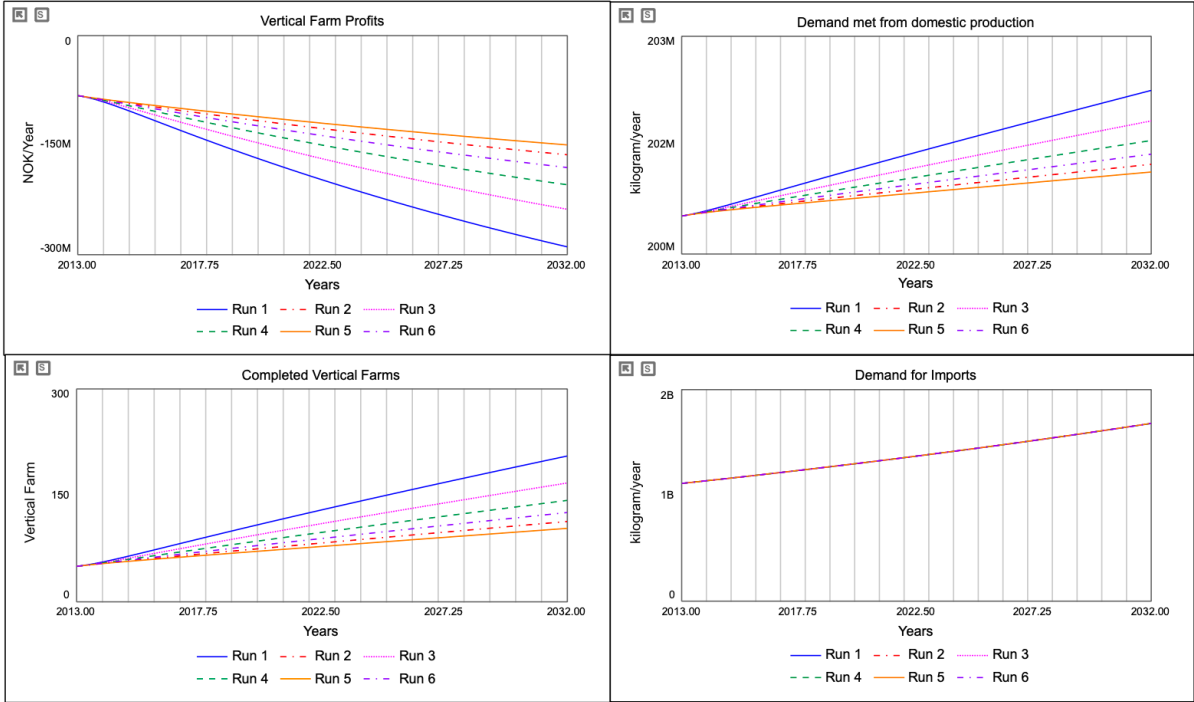 S
Vertical Farm Profits
0
NOK/Year
-150M
-300M
2013.00 2017.75 2022.50 2027.25 2032.00
Years
Run 1 Run 2 Run 3
Run 4 Run 5 Run 6
S
Demand met from domestic production
203M
kilogram/year
202M
200M
2013.00 2017.75 2022.50 2027.25 2032.00
Years
Run 1 Run 2 Run 3
Run 4 Run 5 Run 6
S
Completed Vertical Farms
300
Vertical Farm
150
0
2013.00 2017.75 2022.50 2027.25 2032.00
Years
Run 1 Run 2 Run 3
Run 4 Run 5 Run 6
S
Demand for Imports
2B
kilogram/year
1B
0
2013.00 2017.75 2022.50 2027.25 2032.00
Years
Run 1 Run 2 Run 3
Run 4 Run 5 Run 6